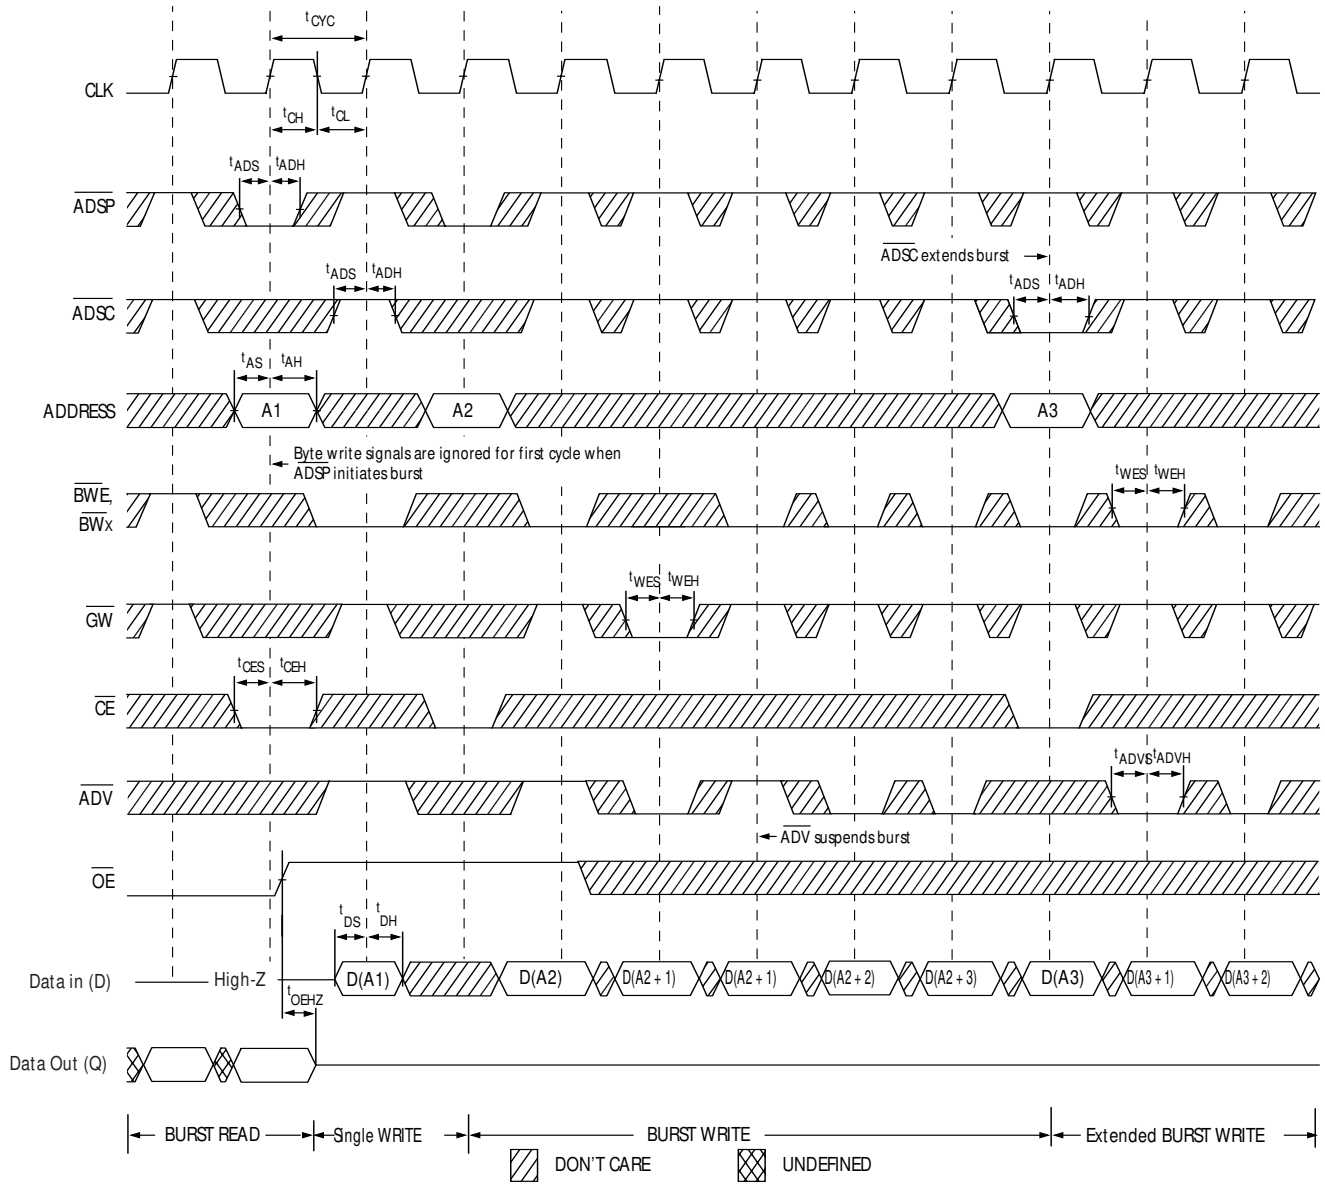 tCYC
CLK
tCH
tCL
tADS
tADH
ADSP
ADSC extends burst
tADS
tADH
tADS
tADH
ADSC
tAS
tAH
ADDRESS
A1
A2
A3
Byte write signals are ignored for first cycle when
ADSP initiates burst
BWE,
BWx
tWES
tWEH
tWES
tWEH
GW
tCES
tCEH
CE
tADVS
tADVH
ADV
ADV suspends burst
OE
tDS
tDH
Data in (D)
High-Z
D(A1)
D(A2)
D(A2 + 1)
D(A2 + 1)
D(A2 + 2)
D(A2 + 3)
D(A3)
D(A3 + 1)
D(A3 + 2)
tOEHZ
Data Out (Q)
BURST READ
Single WRITE
BURST WRITE
Extended BURST WRITE
DON'T CARE
UNDEFINED